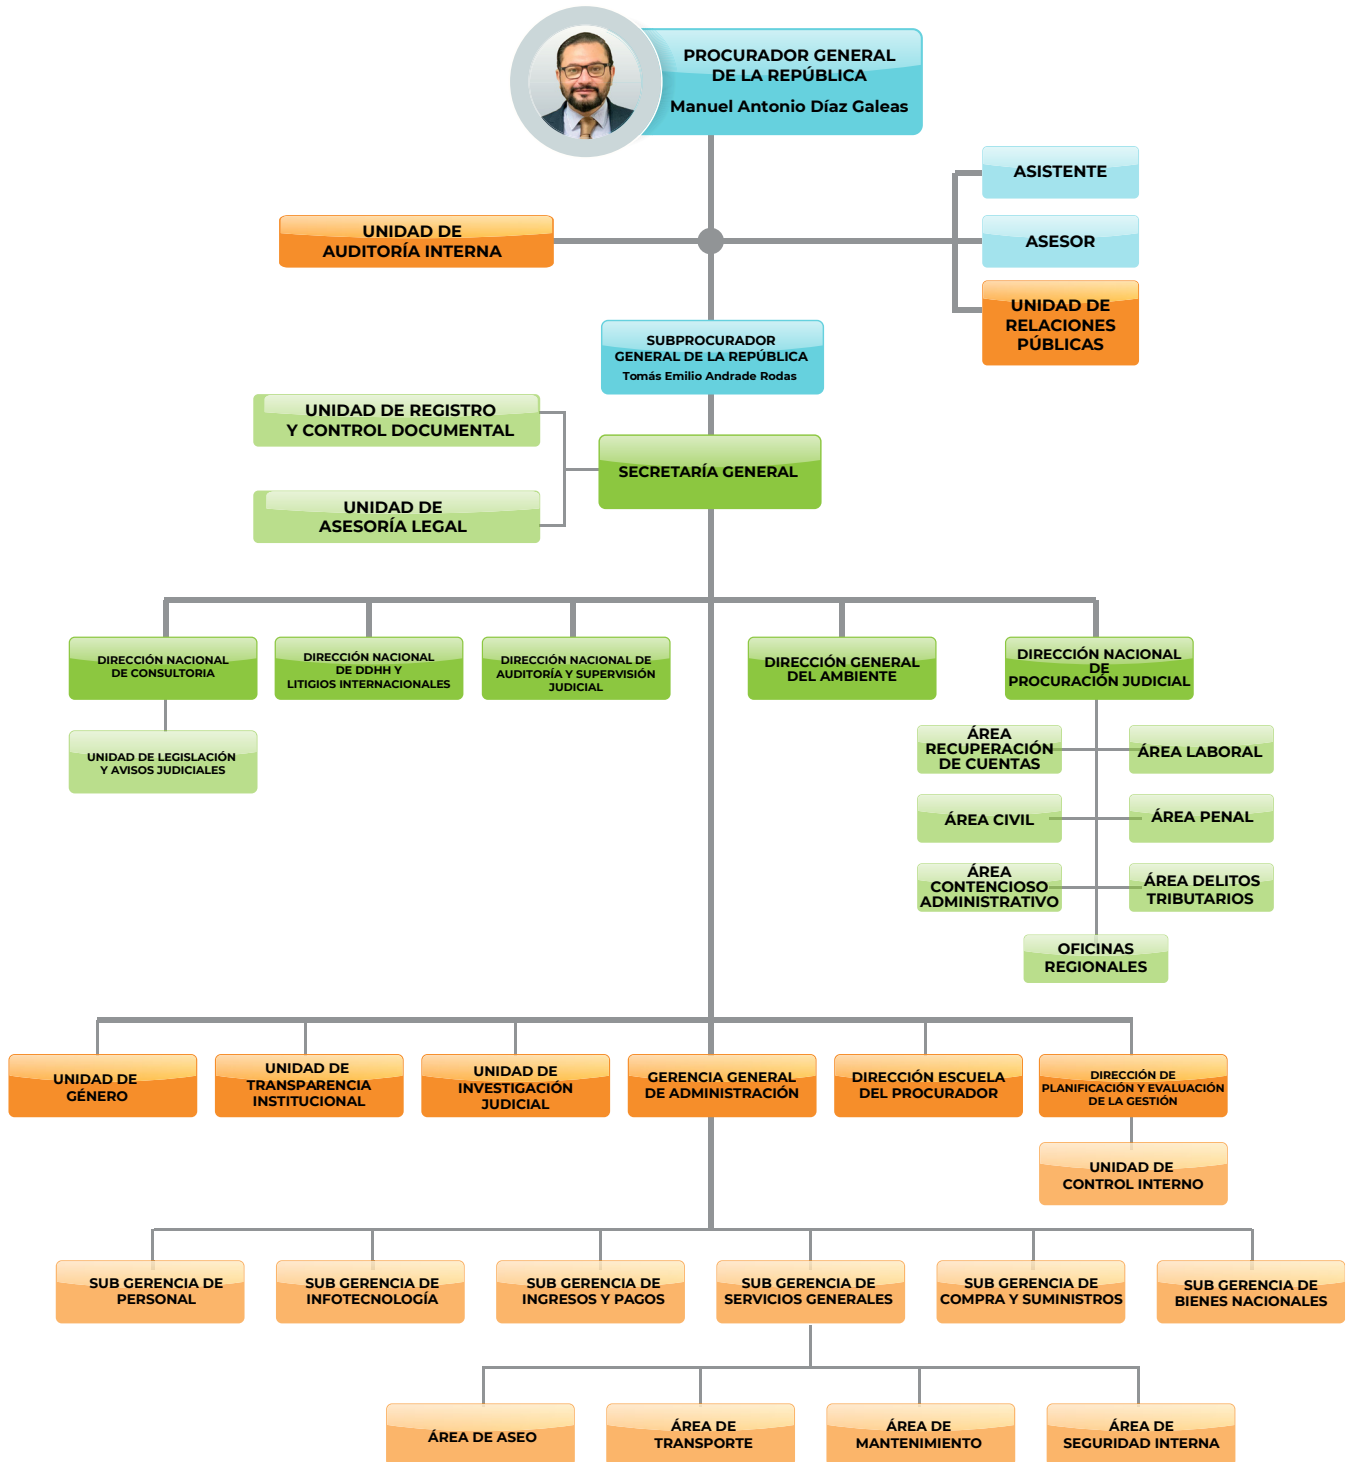 PROCURADOR GENERAL
DE LA REPÚBLICA
Manuel Antonio Díaz Galeas
ASISTENTE
ASESOR
UNIDAD DE
RELACIONES
PÚBLICAS
UNIDAD DE
AUDITORÍA INTERNA
SUBPROCURADOR
GENERAL DE LA REPÚBLICA
Tomás Emilio Andrade Rodas
UNIDAD DE REGISTRO
Y CONTROL DOCUMENTAL
SECRETARÍA GENERAL
UNIDAD DE
ASESORÍA LEGAL
DIRECCIÓN NACIONAL
DE CONSULTORIA
DIRECCIÓN NACIONAL
DE DDHH Y
LITIGIOS INTERNACIONALES
DIRECCIÓN NACIONAL DE
AUDITORÍA Y SUPERVISIÓN
JUDICIAL
DIRECCIÓN GENERAL
DEL AMBIENTE
DIRECCIÓN NACIONAL
DE
PROCURACIÓN JUDICIAL
UNIDAD DE LEGISLACIÓN
Y AVISOS JUDICIALES
ÁREA
RECUPERACIÓN
DE CUENTAS
ÁREA LABORAL
ÁREA CIVIL
ÁREA PENAL
ÁREA
CONTENCIOSO
ADMINISTRATIVO
ÁREA DELITOS
TRIBUTARIOS
OFICINAS
REGIONALES
UNIDAD DE
GÉNERO
UNIDAD DE
TRANSPARENCIA
INSTITUCIONAL
UNIDAD DE
INVESTIGACIÓN
JUDICIAL
GERENCIA GENERAL
DE ADMINISTRACIÓN
DIRECCIÓN ESCUELA
DEL PROCURADOR
DIRECCIÓN DE
PLANIFICACIÓN Y EVALUACIÓN
DE LA GESTIÓN
UNIDAD DE
CONTROL INTERNO
SUB GERENCIA DE
PERSONAL
SUB GERENCIA DE
INFOTECNOLOGÍA
SUB GERENCIA DE
INGRESOS Y PAGOS
SUB GERENCIA DE
SERVICIOS GENERALES
SUB GERENCIA DE
COMPRA Y SUMINISTROS
SUB GERENCIA DE
BIENES NACIONALES
ÁREA DE ASEO
ÁREA DE
TRANSPORTE
ÁREA DE
MANTENIMIENTO
ÁREA DE
SEGURIDAD INTERNA